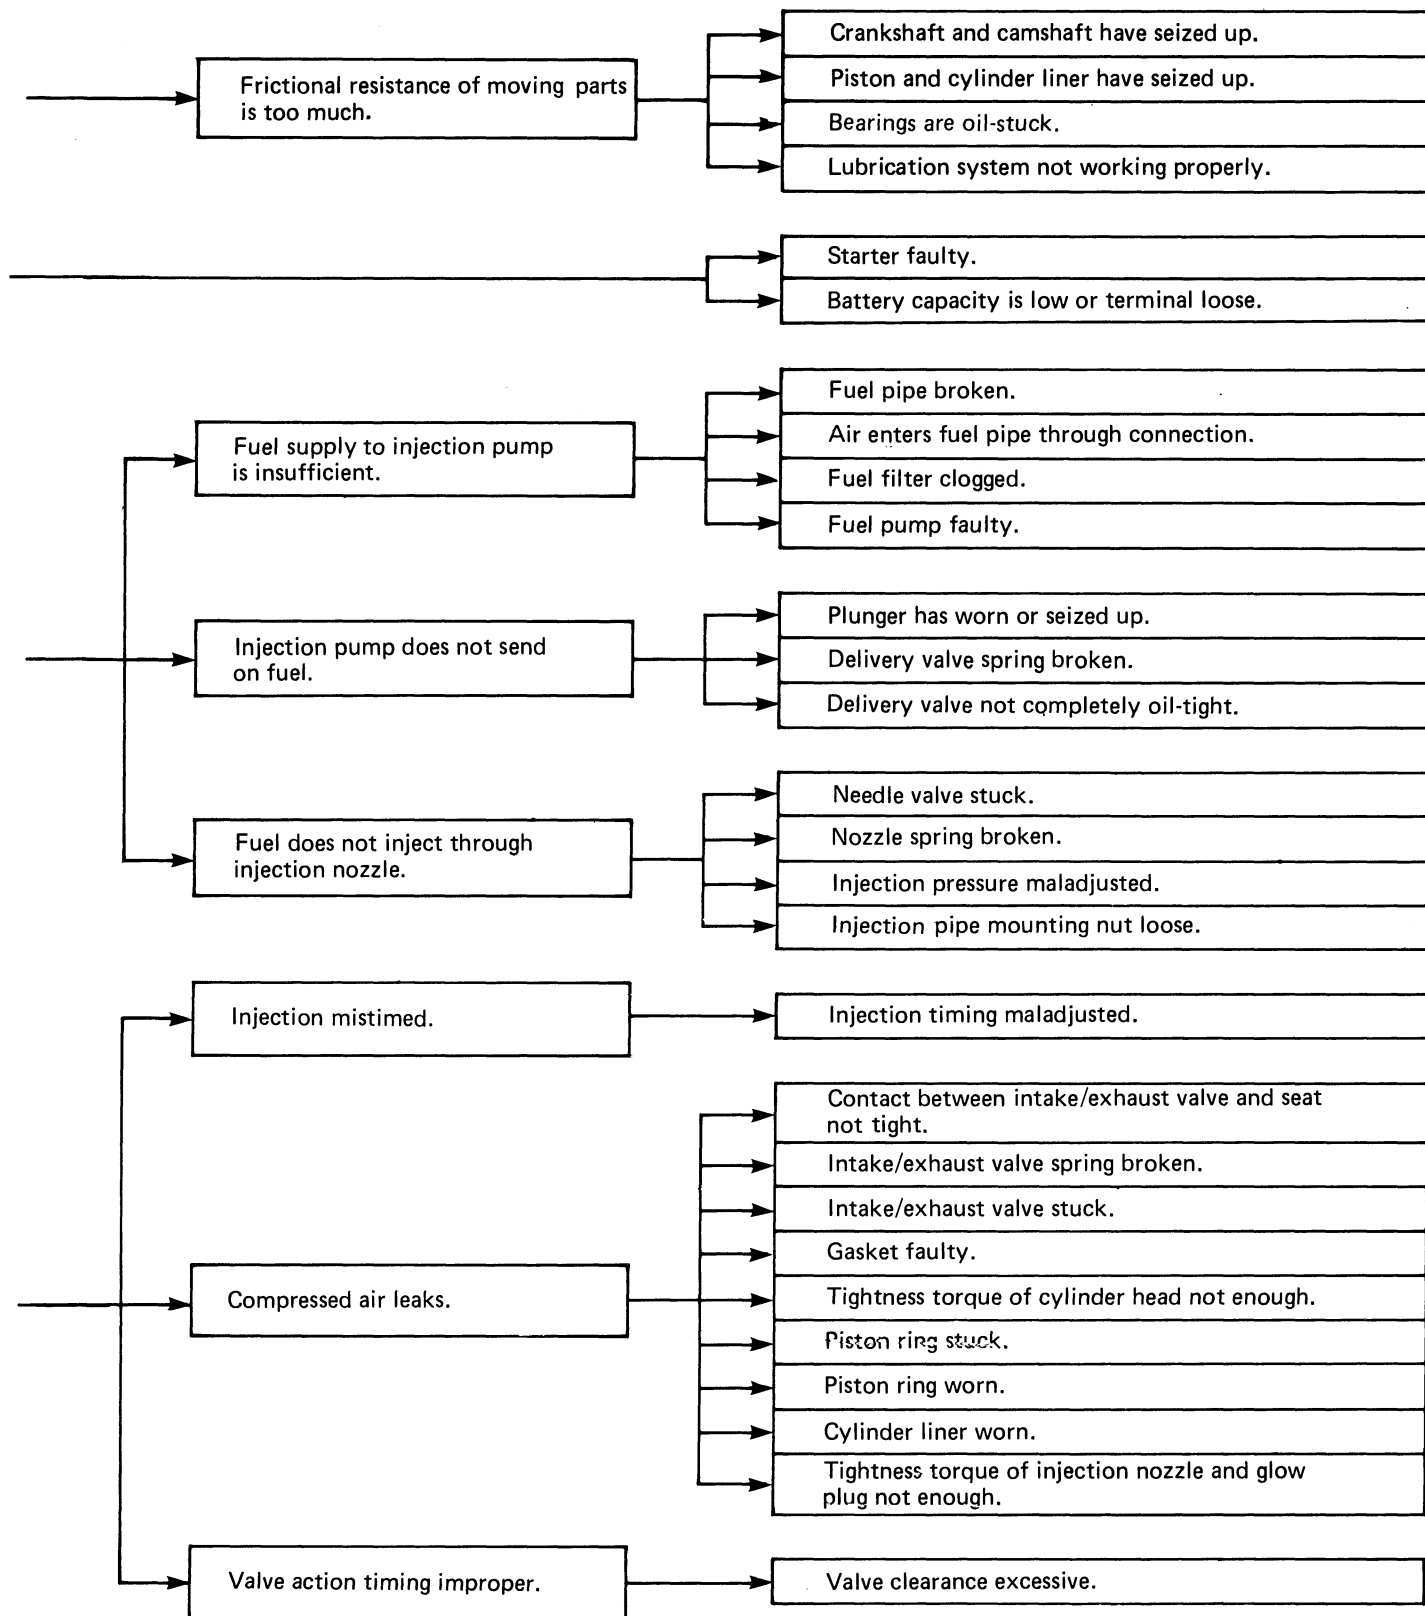 Frictional resistance of moving parts
is too much.
Crankshaft and camshaft have seized up.
Piston and cylinder liner have seized up.
Bearings are oil-stuck.
Lubrication system not working properly.
Starter faulty.
Battery capacity is low or terminal loose.
Fuel supply to injection pump
is insufficient.
Fuel pipe broken.
Air enters fuel pipe through connection.
Fuel filter clogged.
Fuel pump faulty.
Injection pump does not send
on fuel.
Plunger has worn or seized up.
Delivery valve spring broken.
Delivery valve not completely oil-tight.
Fuel does not inject through
injection nozzle.
Needle valve stuck.
Nozzle spring broken.
Injection pressure maladjusted.
Injection pipe mounting nut loose.
Injection mistimed.
Injection timing maladjusted.
Compressed air leaks.
Contact between intake/exhaust valve and seat
not tight.
Intake/exhaust valve spring broken.
Intake/exhaust valve stuck.
Gasket faulty.
Tightness torque of cylinder head not enough.
Piston ring stuck.
Piston ring worn.
Cylinder liner worn.
Tightness torque of injection nozzle and glow
plug not enough.
Valve action timing improper.
Valve clearance excessive.